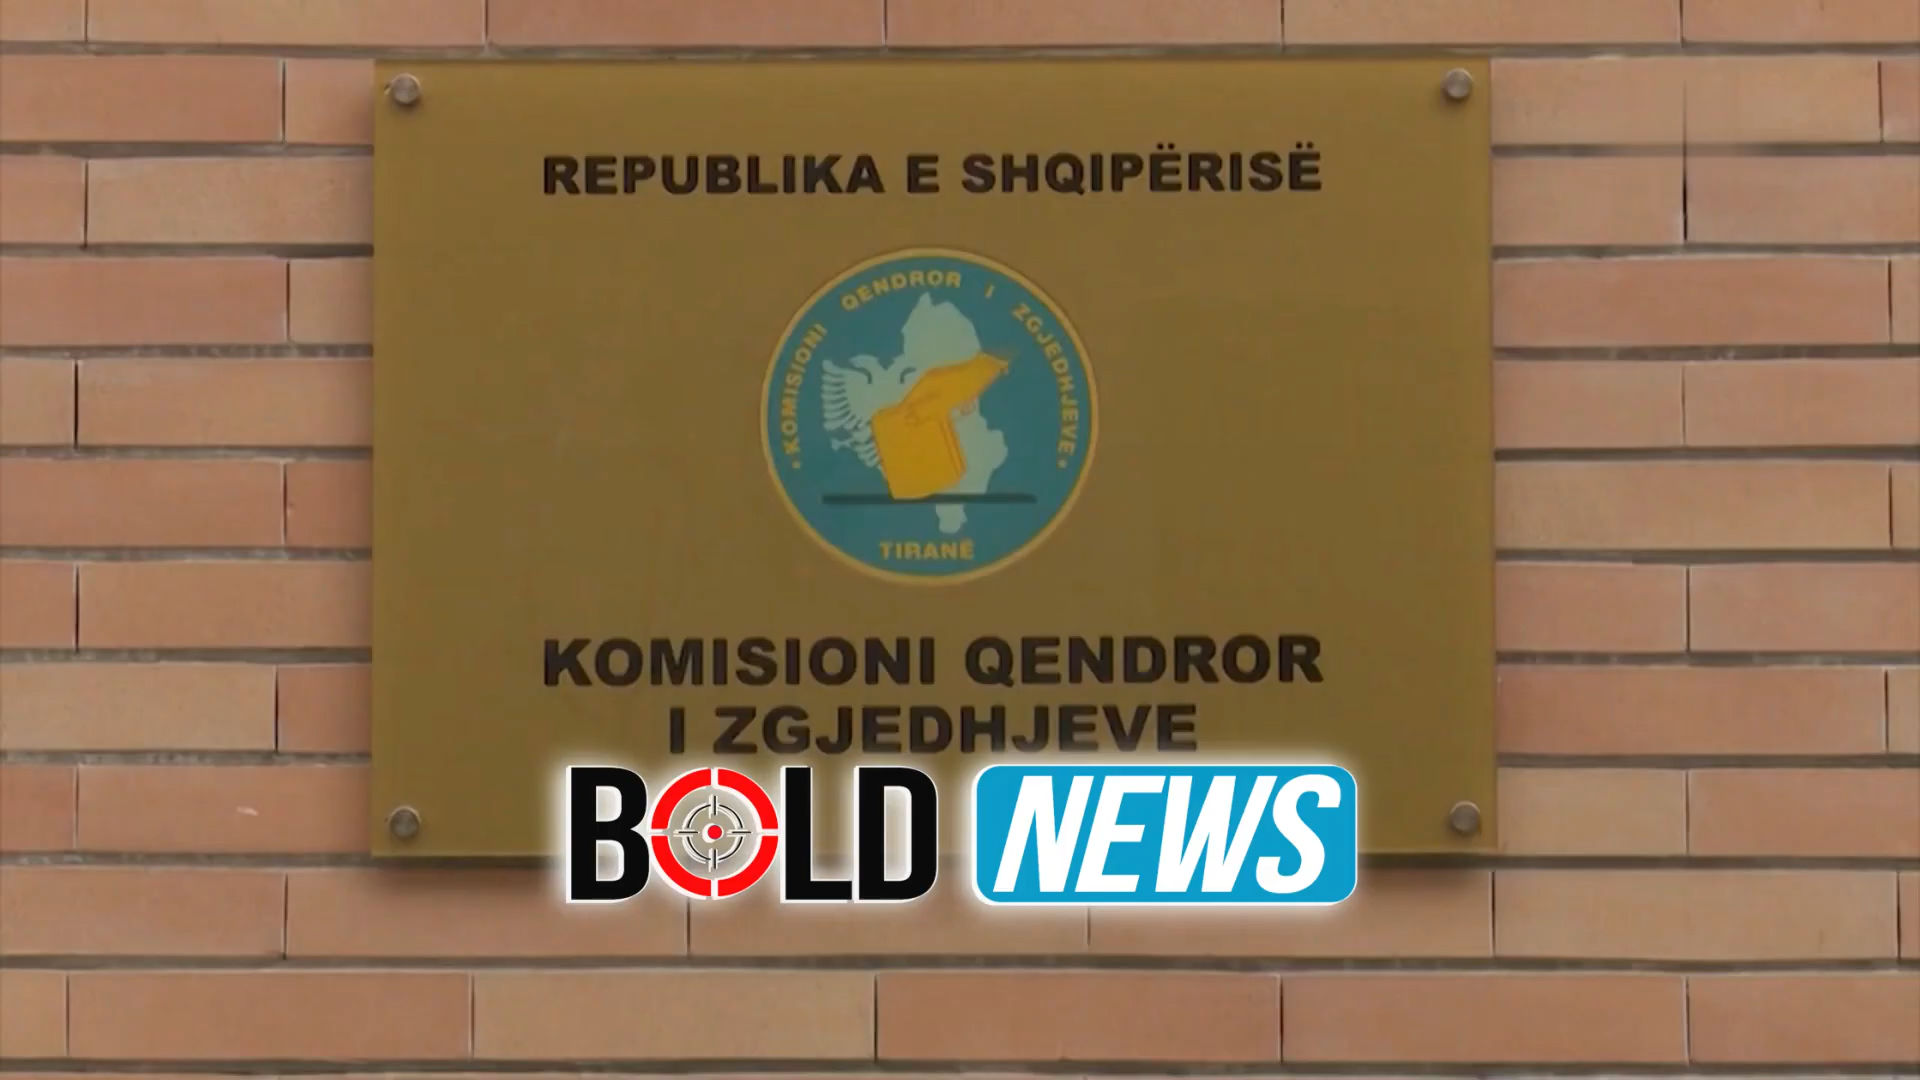 REPUBLIKA E SHQIPËRISË
• KOMISIONI QENDROR I ZGJEDHJEVE •
TIRANË
KOMISIONI QENDROR
I ZGJEDHJEVE
BOLD NEWS